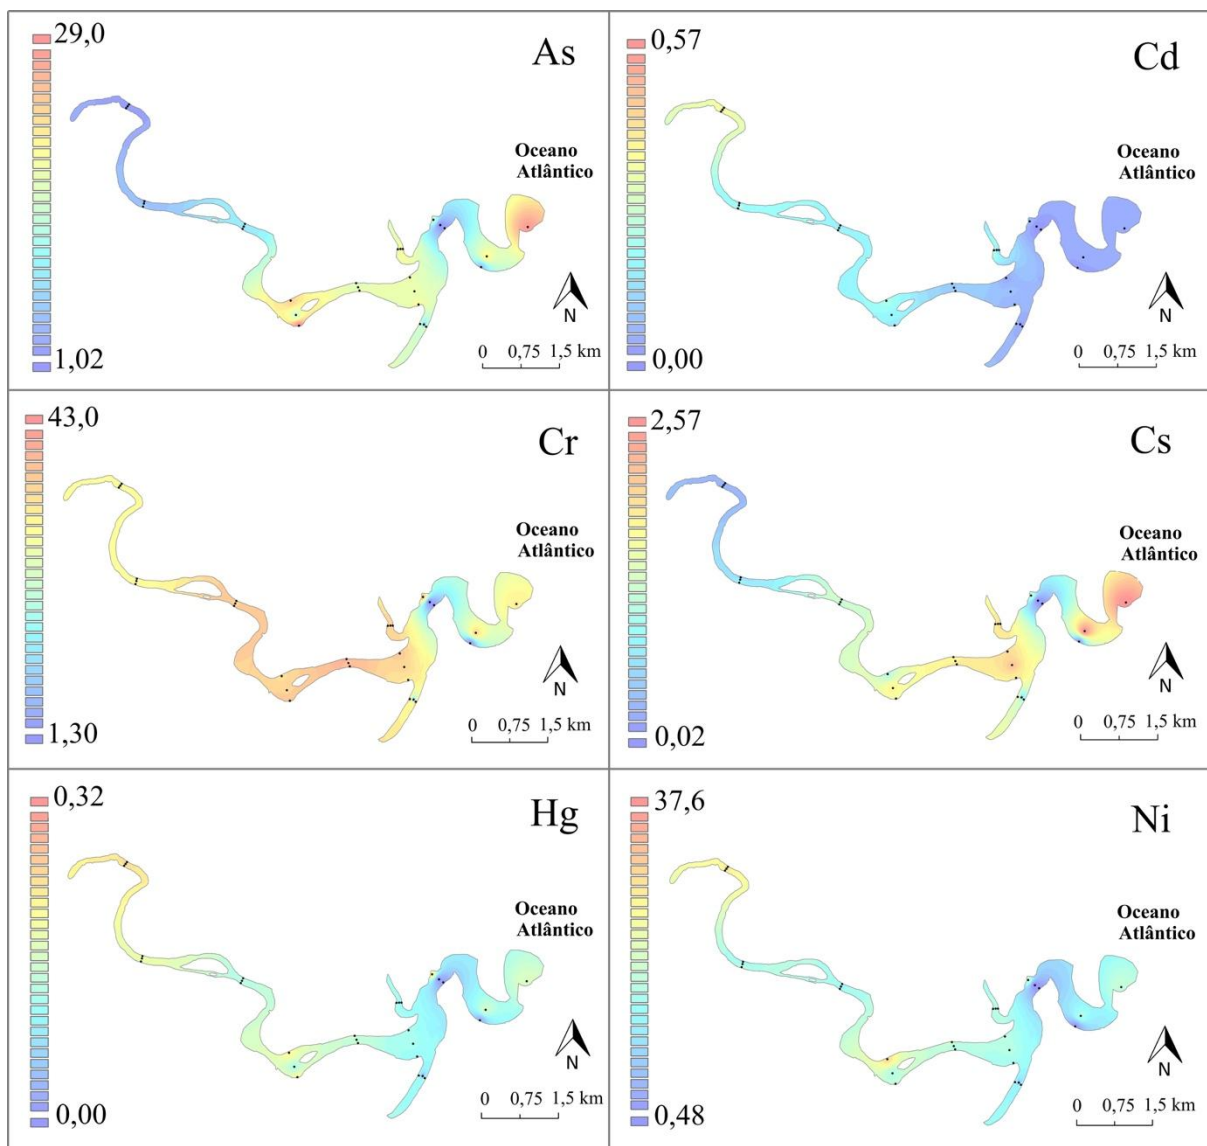 29,0
As
Oceano
Atlântico
N
0 0,75 1,5 km
1,02
0,57
Cd
Oceano
Atlântico
N
0 0,75 1,5 km
0,00
43,0
Cr
Oceano
Atlântico
N
0 0,75 1,5 km
1,30
2,57
Cs
Oceano
Atlântico
N
0 0,75 1,5 km
0,02
0,32
Hg
Oceano
Atlântico
N
0 0,75 1,5 km
0,00
37,6
Ni
Oceano
Atlântico
N
0 0,75 1,5 km
0,48